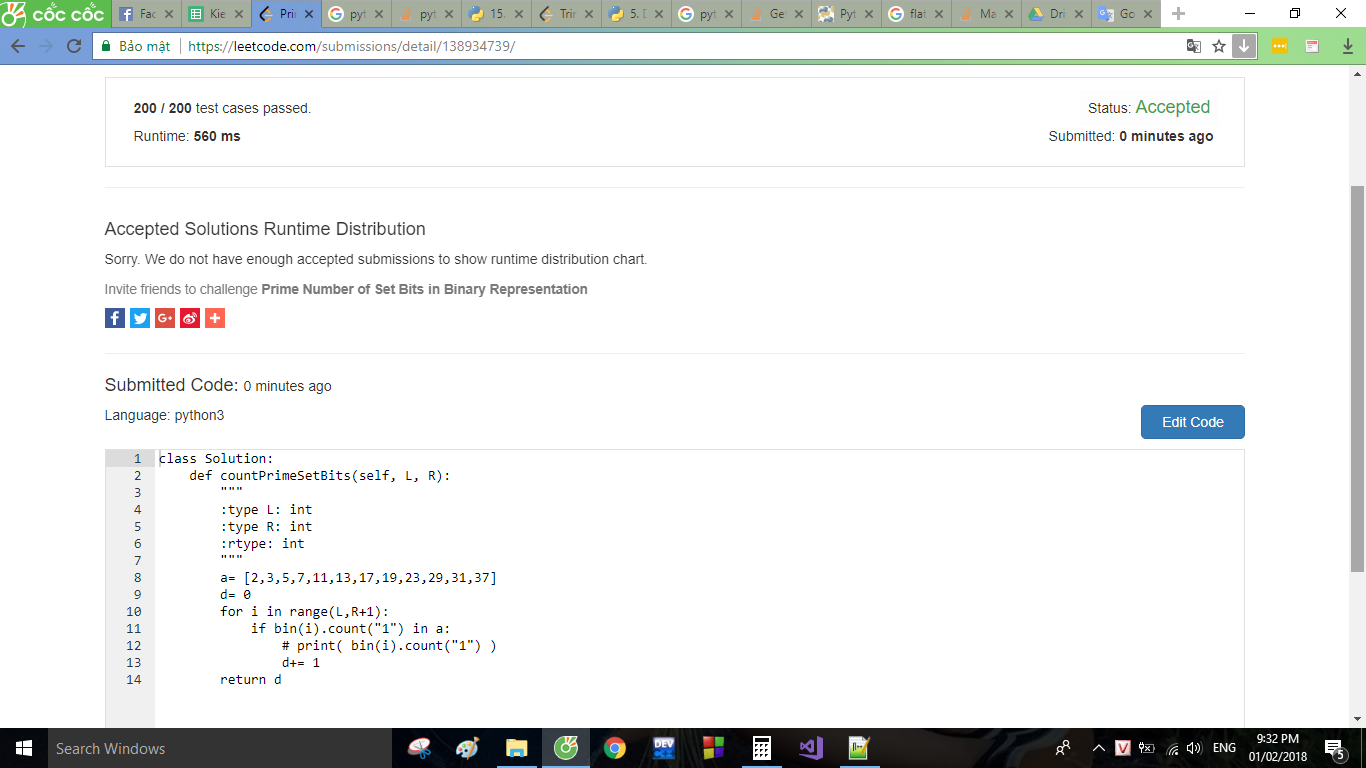 cốc cốc
Fac
Kie
Pri
pyt
pyt
15.
Tri
5. D
pyt
Ge
Pyt
flat
Ma
Dri
Go
Bảo mật
https://leetcode.com/submissions/detail/138934739/
200 / 200 test cases passed.
Status: Accepted
Runtime: 560 ms
Submitted: 0 minutes ago
Accepted Solutions Runtime Distribution
Sorry. We do not have enough accepted submissions to show runtime distribution chart.
Invite friends to challenge Prime Number of Set Bits in Binary Representation
Submitted Code: 0 minutes ago
Language: python3
Edit Code
1 class Solution:
2     def countPrimeSetBits(self, L, R):
3         """
4         :type L: int
5         :type R: int
6         :rtype: int
7         """
8         a= [2,3,5,7,11,13,17,19,23,29,31,37]
9         d= 0
10         for i in range(L,R+1):
11             if bin(i).count("1") in a:
12                 # print( bin(i).count("1") )
13                 d+= 1
14         return d
Search Windows
DEV
V
ENG
9:32 PM
01/02/2018
5